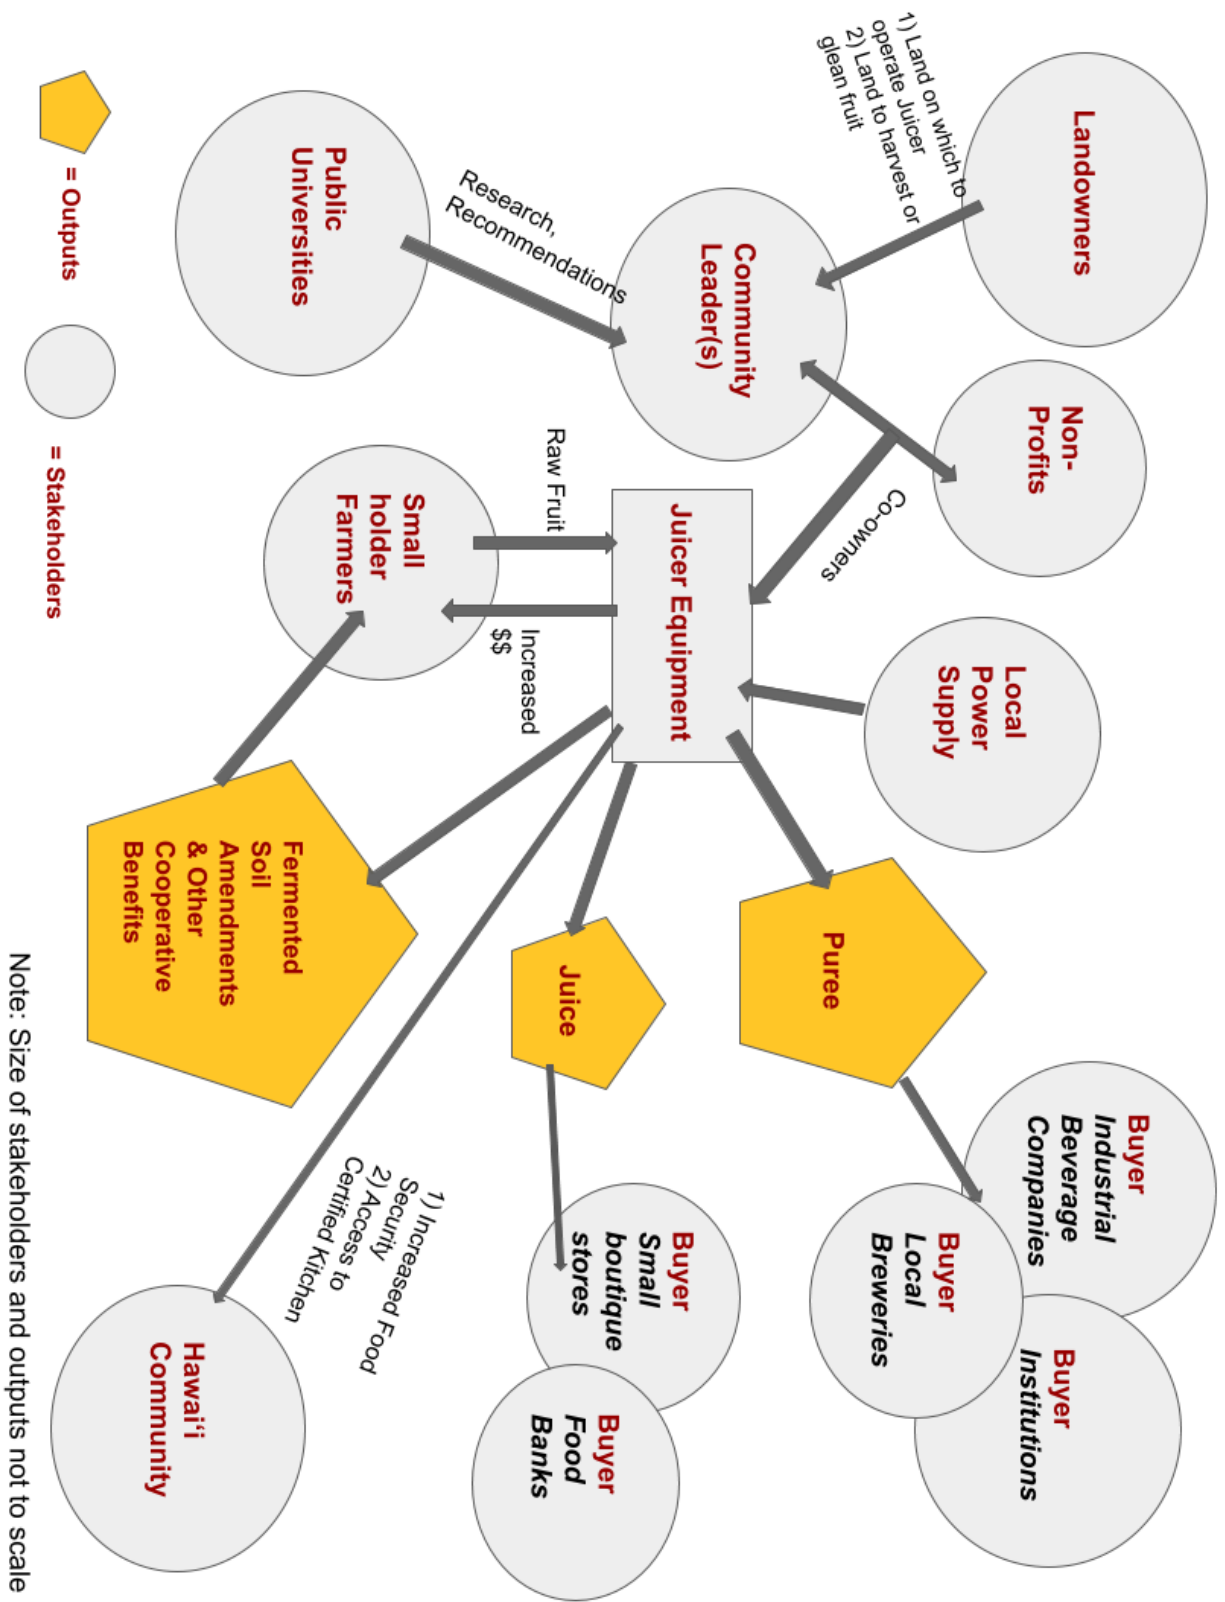 Landowners
1) Land on which to
operate Juicer
2) Land to harvest or
glean fruit
Non-
Profits
Local
Power
Supply
Community
Leader(s)
Co-owners
Public
Universities
Research,
Recommendations
Juicer Equipment
Raw Fruit
Increased
$$
Small
holder
Farmers
Puree
Juice
Fermented
Soil
Amendments
& Other
Cooperative
Benefits
Buyer
Industrial
Beverage
Companies
Buyer
Local
Breweries
Buyer
Institutions
Buyer
Small
boutique
stores
Buyer
Food
Banks
1) Increased Food
Security
2) Access to
Certified Kitchen
Hawaiʻi
Community
= Outputs
= Stakeholders
Note: Size of stakeholders and outputs not to scale